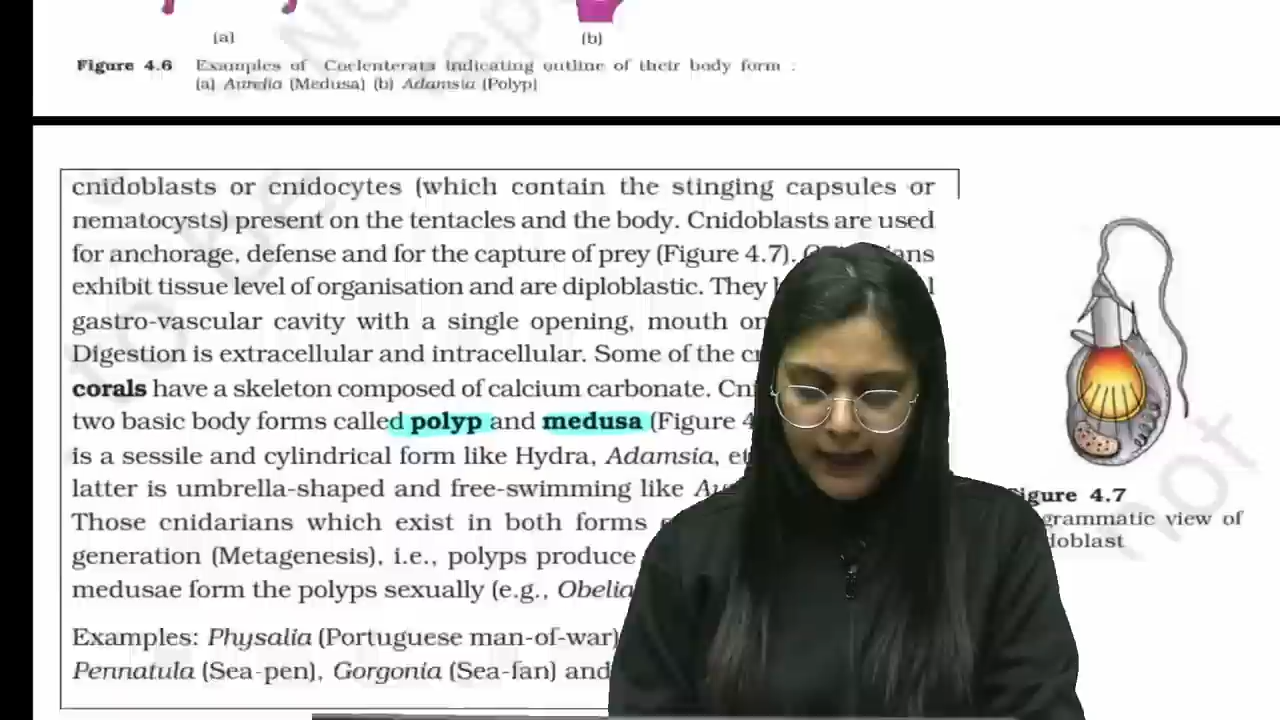 (a)
(b)
Figure 4.6 Examples of Coelenterata indicating outline of their body form :
(a) Aurelia (Medusa) (b) Adamsia (Polyp)
cnidoblasts or cnidocytes (which contain the stinging capsules or
nematocysts) present on the tentacles and the body. Cnidoblasts are used
for anchorage, defense and for the capture of prey (Figure 4.7).
exhibit tissue level of organisation and are diploblastic. They
gastro-vascular cavity with a single opening, mouth on
Digestion is extracellular and intracellular. Some of the
corals have a skeleton composed of calcium carbonate.
two basic body forms called polyp and medusa (Figure 4
is a sessile and cylindrical form like Hydra, Adamsia,
latter is umbrella-shaped and free-swimming like
Those cnidarians which exist in both forms
generation (Metagenesis), i.e., polyps produce
medusae form the polyps sexually (e.g., Obelia
Examples: Physalia (Portuguese man-of-war)
Pennatula (Sea-pen), Gorgonia (Sea-fan) and
igure 4.7
grammatic view of
doblast
not
to be